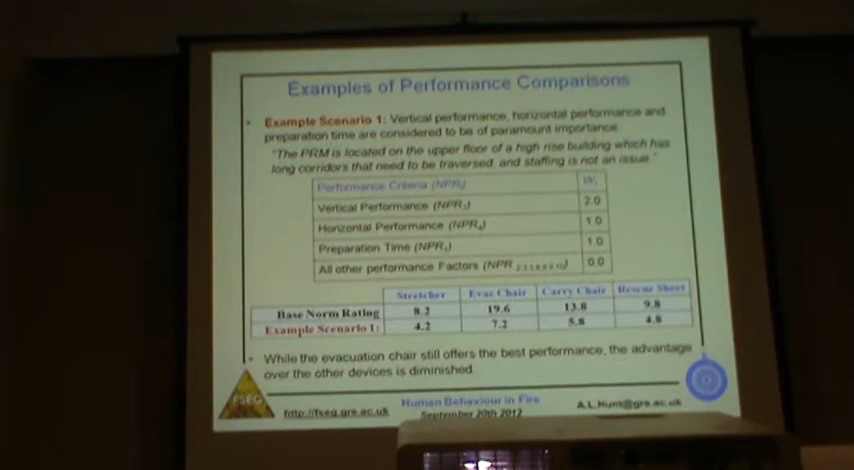 Examples of Performance Comparisons
• Example Scenario 1: Vertical performance, horizontal performance and
preparation time are considered to be of paramount importance.
"The PRM is located on the upper floor of a high rise building which has
long corridors that need to be traversed, and staffing is not an issue."
Performance Criteria (NPRj) Wj
Vertical Performance 2.0
Horizontal Performance 1.0
Preparation Time 1.0
All other performance Factors 0.0
Stretcher Evac Chair Carry Chair Rescue Sheet
Base Norm Rating 8.2 19.6 13.8 9.8
Example Scenario 1: 4.2 7.2 5.8 4.8
• While the evacuation chair still offers the best performance, the advantage
over the other devices is diminished
FSEG
http://fseg.gre.ac.uk
Human Behaviour in Fire
September 20th 2012
A.L.Hunt@gre.ac.uk